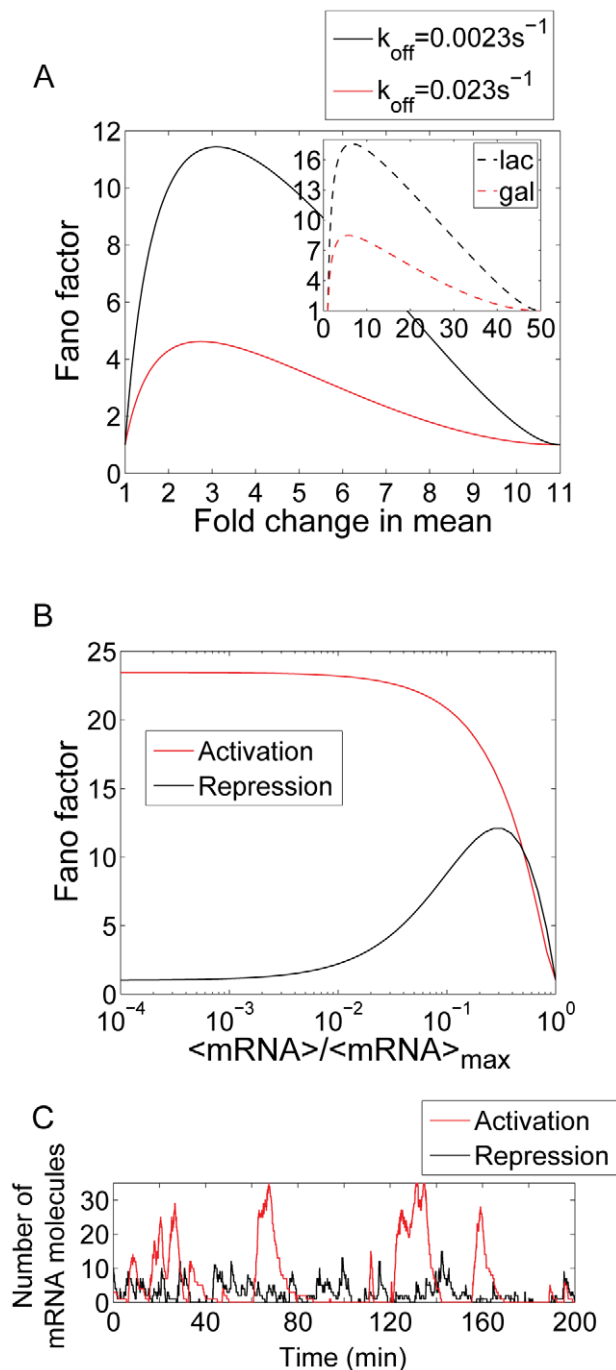 A
k_off=0.0023s⁻¹
k_off=0.023s⁻¹
12
10
8
6
4
2
0
Fano factor
1 2 3 4 5 6 7 8 9 10 11
Fold change in mean
16
13
10
7
4
1
0 10 20 30 40 50
lac
gal
B
25
20
15
10
5
0
Fano factor
Activation
Repression
10⁻⁴ 10⁻³ 10⁻² 10⁻¹ 10⁰
<mRNA>/<mRNA>max
C
Activation
Repression
Number of
mRNA molecules
30
20
10
0
0 40 80 120 160 200
Time (min)